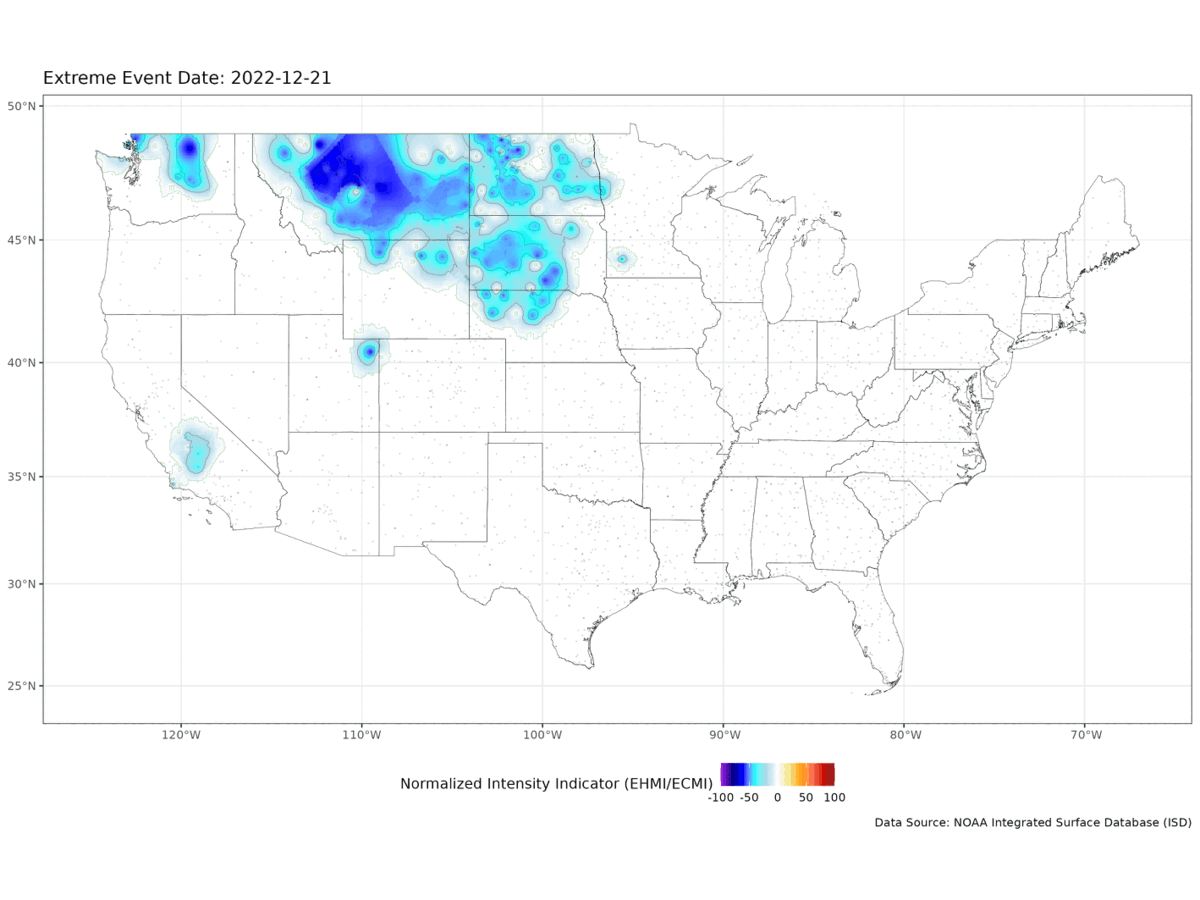 Extreme Event Date: 2022-12-21
50°N
45°N
40°N
35°N
30°N
25°N
120°W 110°W 100°W 90°W 80°W 70°W
Normalized Intensity Indicator (EHMI/ECMI)
-100 -50 0 50 100
Data Source: NOAA Integrated Surface Database (ISD)